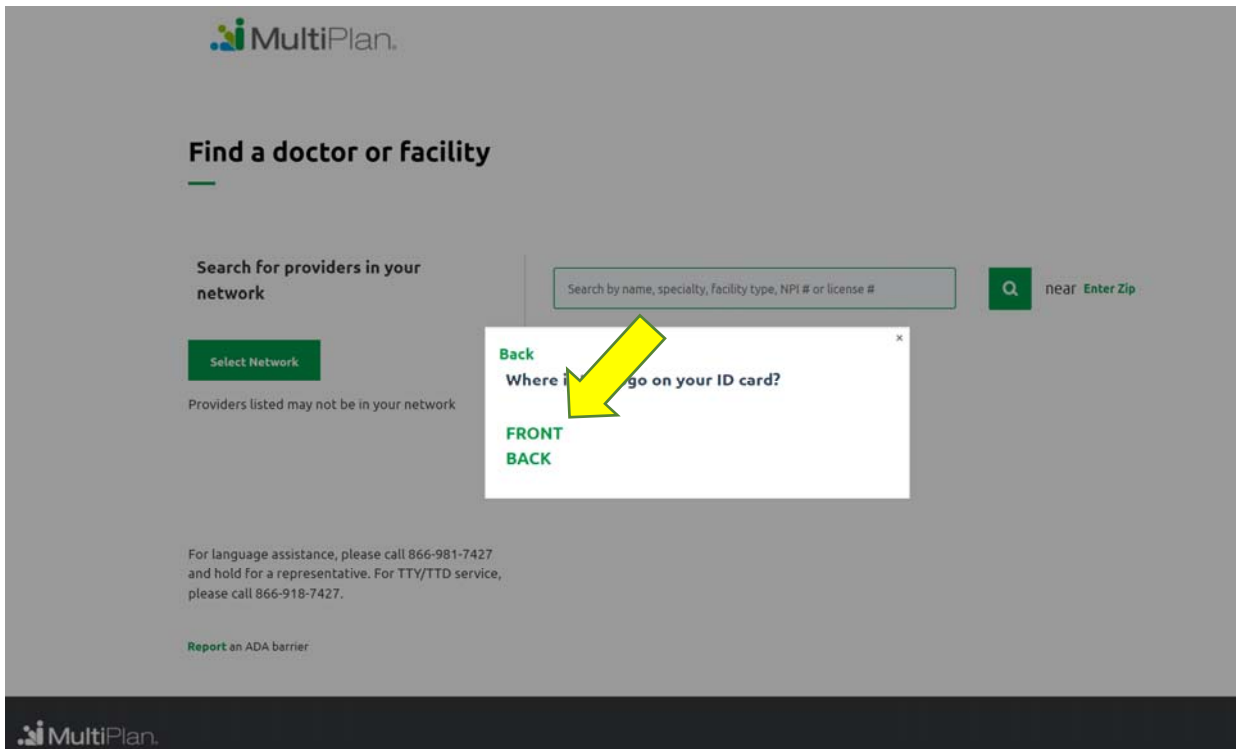 MultiPlan.
Find a doctor or facility
Search for providers in your
network
Search by name, specialty, facility type, NPI # or license #
near Enter Zip
Select Network
Providers listed may not be in your network
×
Back
Where go on your ID card?
FRONT
BACK
For language assistance, please call 866-981-7427
and hold for a representative. For TTY/TTD service,
please call 866-918-7427.
Report an ADA barrier
MultiPlan.